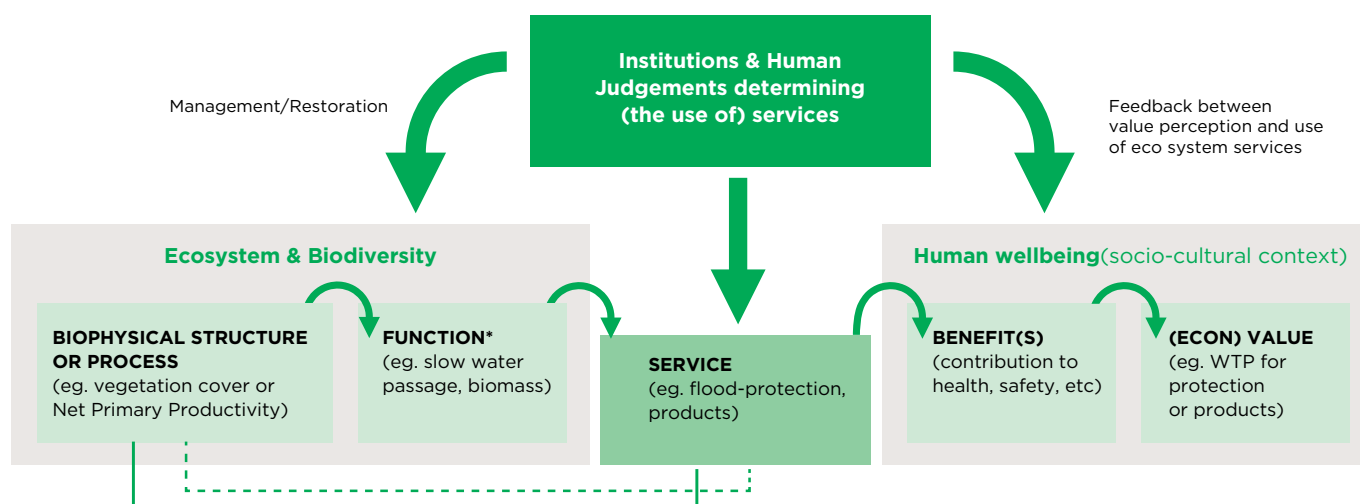 Institutions & Human
Judgements determining
(the use of) services
Management/Restoration
Feedback between
value perception and use
of eco system services
Ecosystem & Biodiversity
Human wellbeing(socio-cultural context)
BIOPHYSICAL STRUCTURE
OR PROCESS
(eg. vegetation cover or
Net Primary Productivity)
FUNCTION*
(eg. slow water
passage, biomass)
SERVICE
(eg. flood-protection,
products)
BENEFIT(S)
(contribution to
health, safety, etc)
(ECON) VALUE
(eg. WTP for
protection
or products)